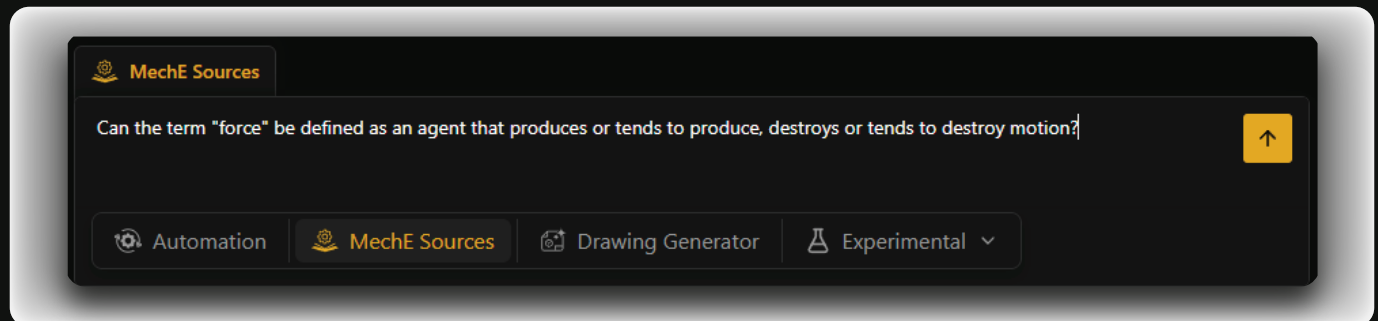 MechE Sources
Can the term "force" be defined as an agent that produces or tends to produce, destroys or tends to destroy motion?
Automation MechE Sources Drawing Generator Experimental